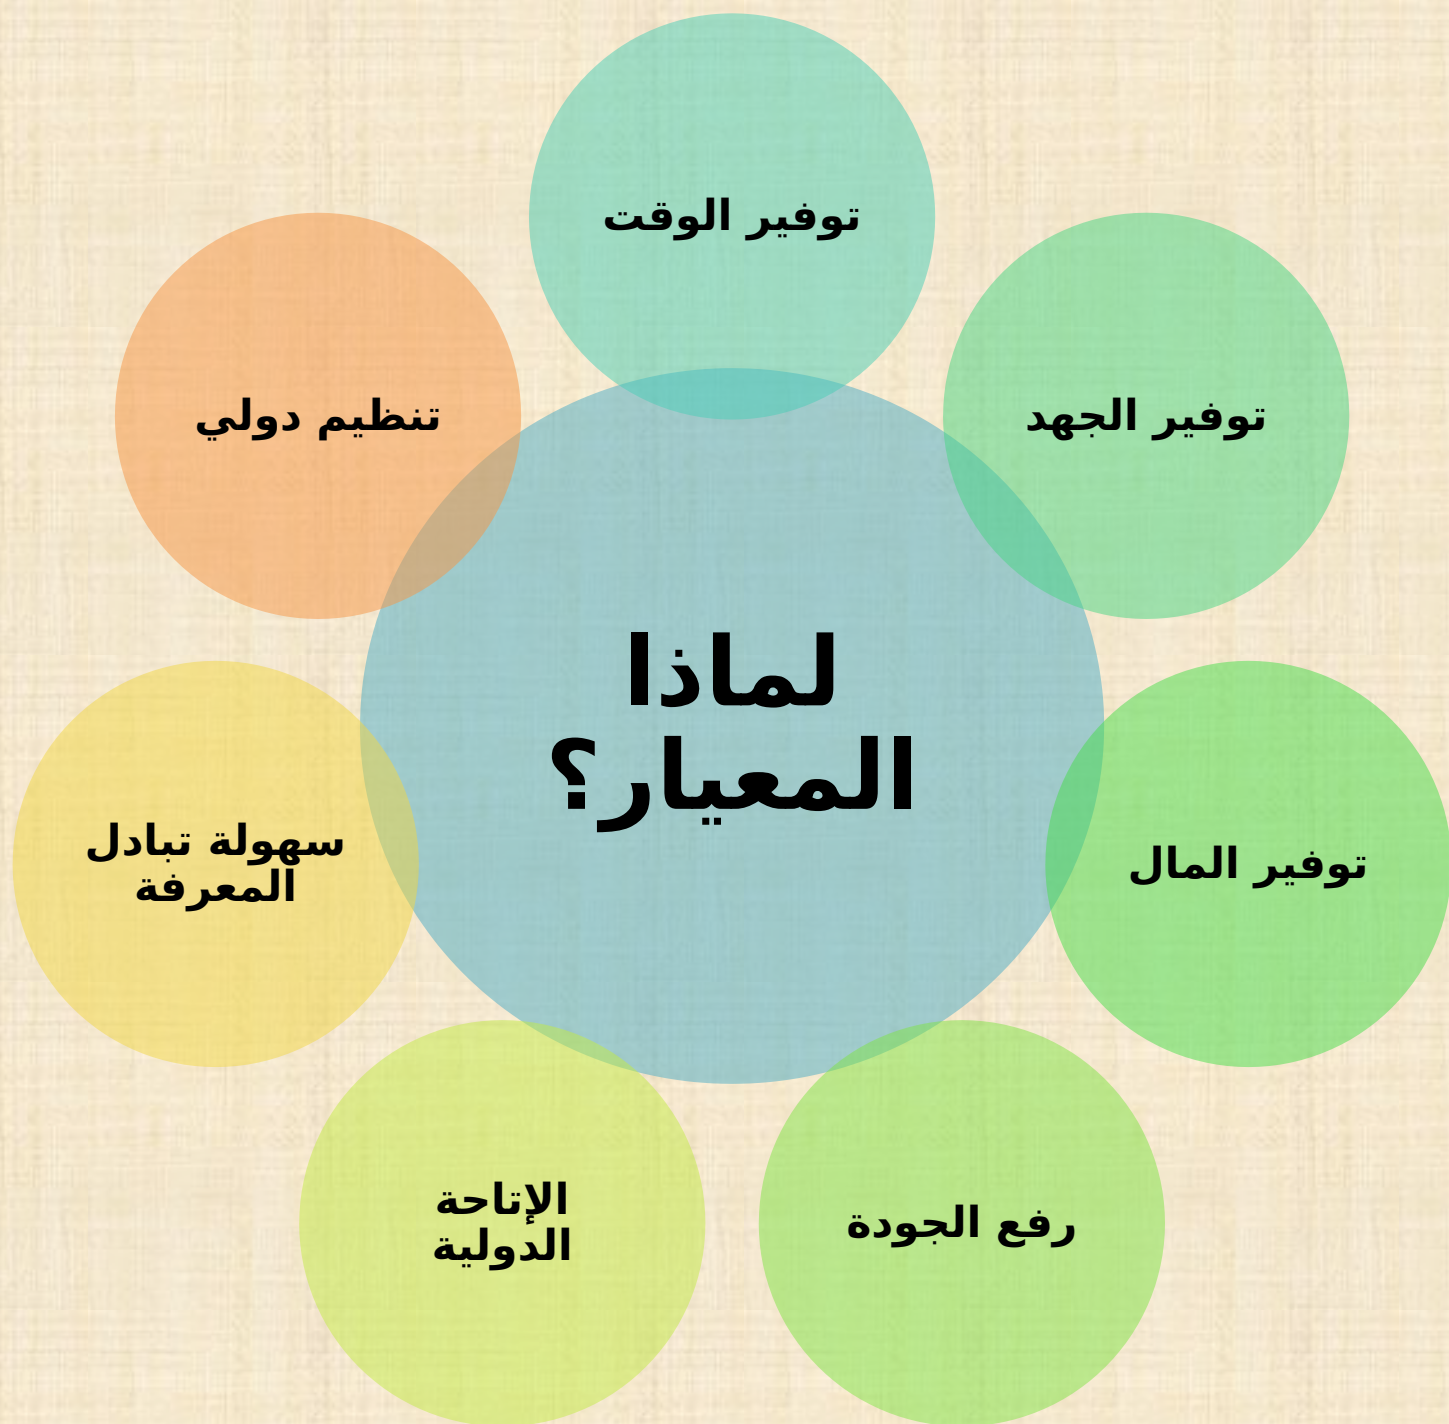 توفير الوقت
توفير الجهد
توفير المال
رفع الجودة
الإتاحة
الدولية
سهولة تبادل
المعرفة
تنظيم دولي
لماذا
المعيار؟